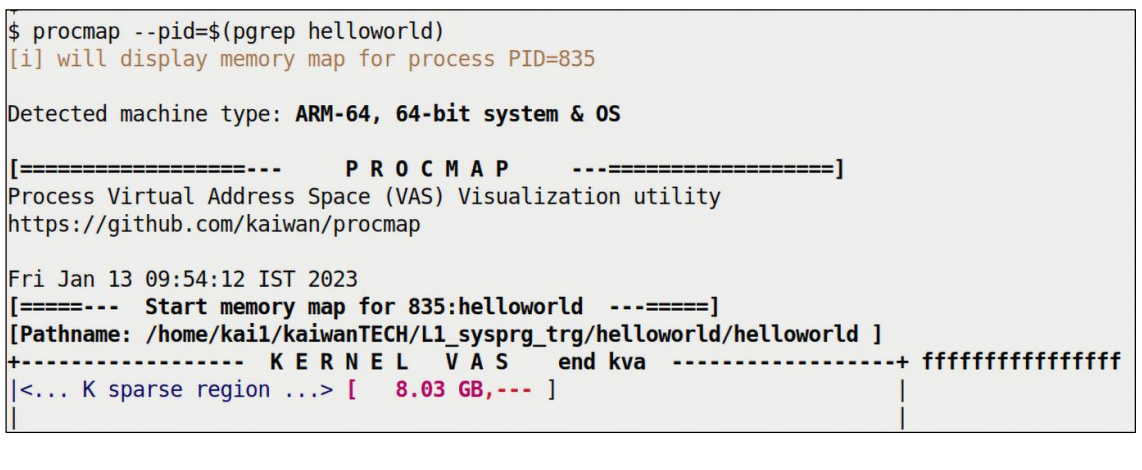 $ procmap --pid=$(pgrep helloworld)
[i] will display memory map for process PID=835
Detected machine type: ARM-64, 64-bit system & OS
[==================---     P R O C M A P     ---==================]
Process Virtual Address Space (VAS) Visualization utility
https://github.com/kaiwan/procmap
Fri Jan 13 09:54:12 IST 2023
[=====---  Start memory map for 835:helloworld  ---=====]
[Pathname: /home/kai1/kaiwanTECH/L1_sysprg_trg/helloworld/helloworld ]
+------------------  K E R N E L   V A S    end kva  ------------------+ ffffffffffffffff
|<... K sparse region ...> [   8.03 GB,--- ]                           |
|                                                                      |